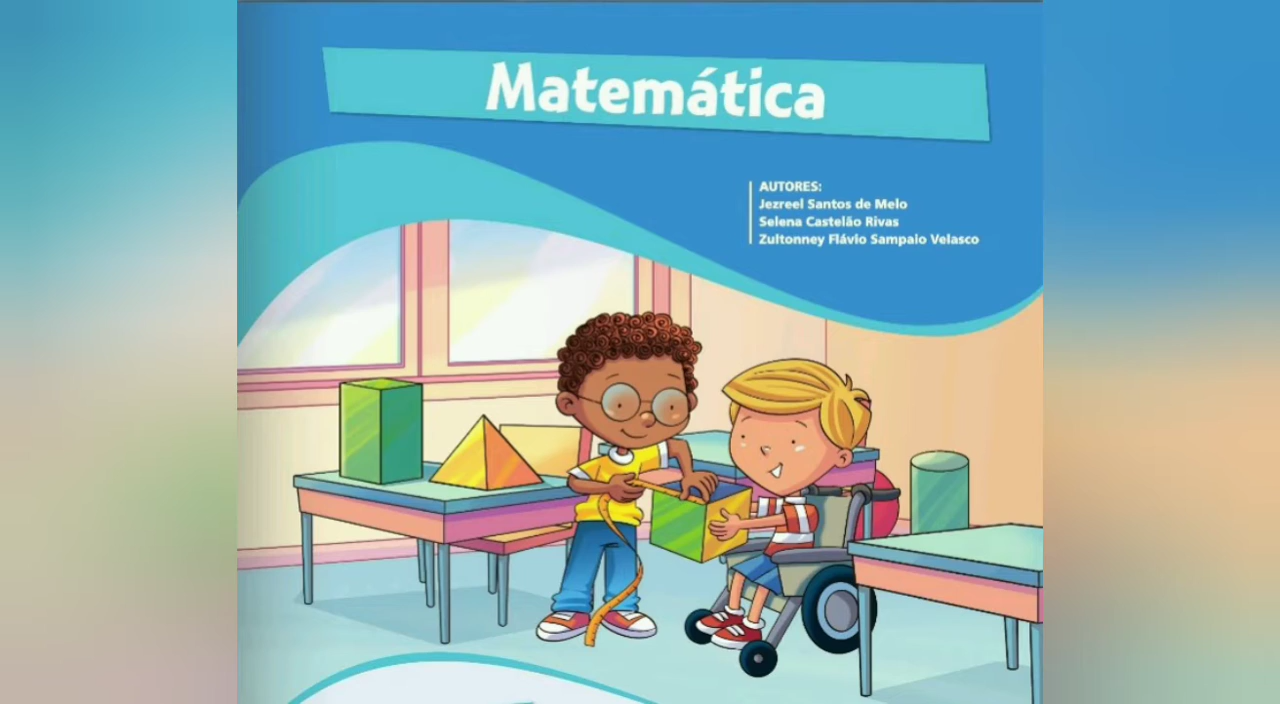 Matemática
AUTORES:
Jezreel Santos de Melo
Selena Castelão Rivas
Zultonney Flávio Sampaio Velasco